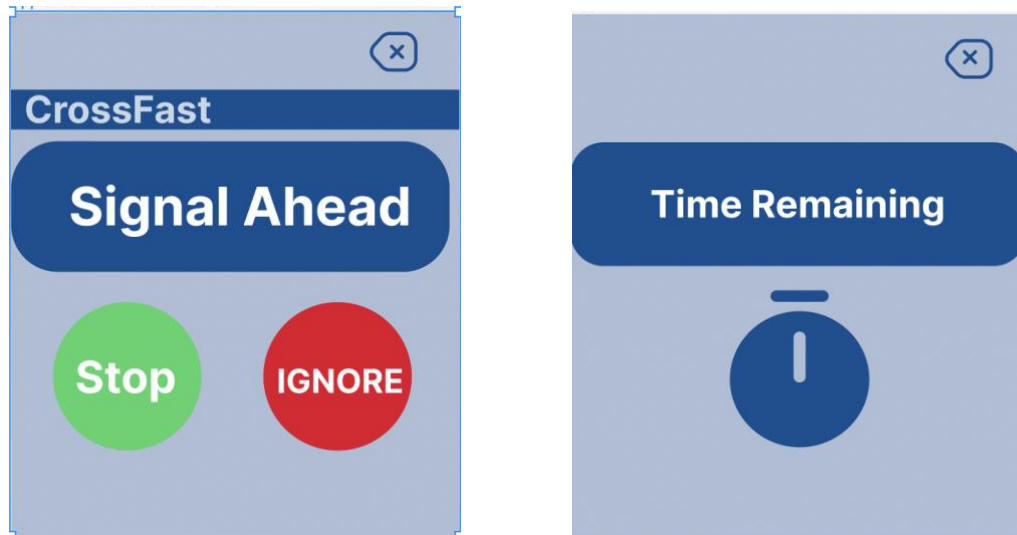 CrossFast
Signal Ahead
Stop
IGNORE
Time Remaining